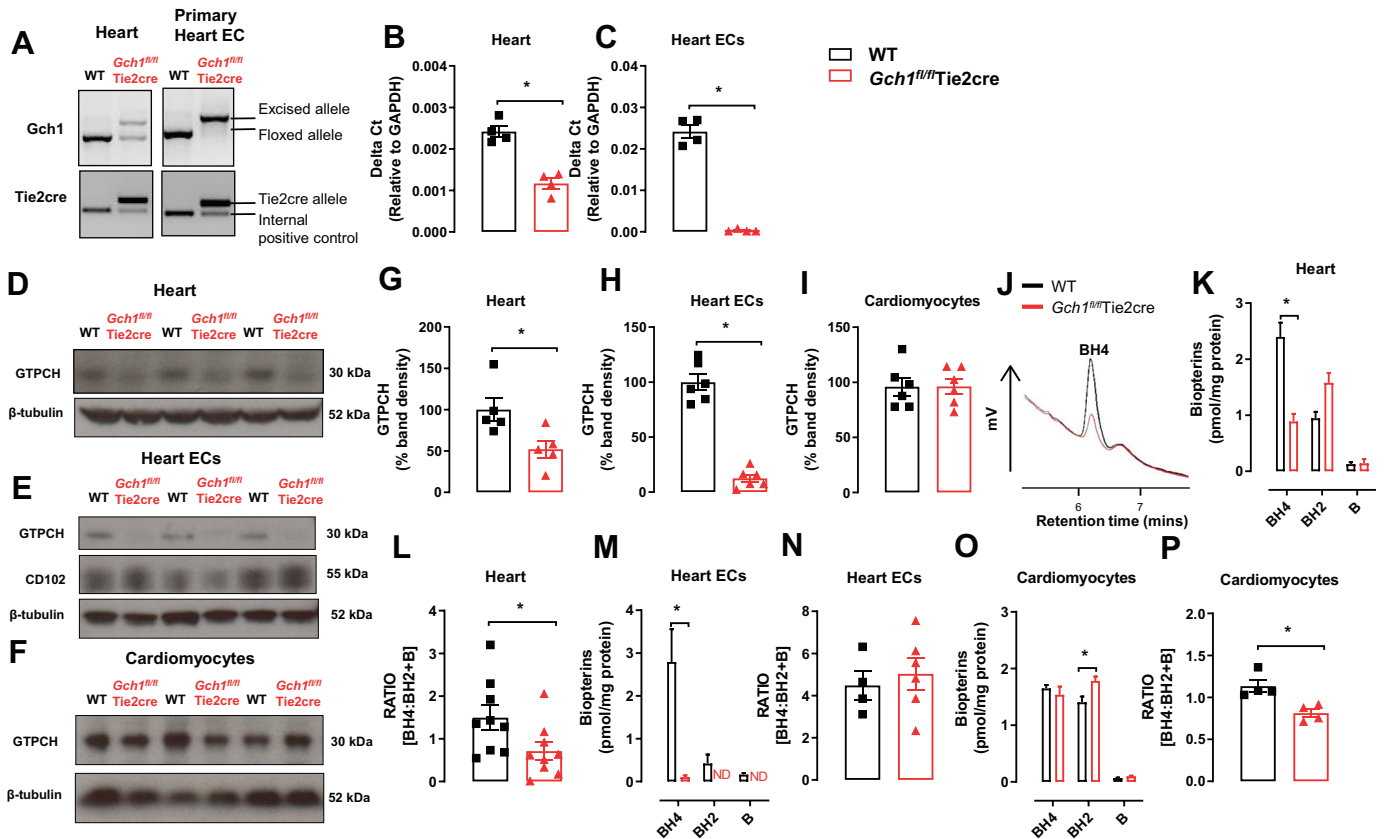 A
Heart
Primary
Heart EC
WT
Gch1fl/fl
Tie2cre
WT
Gch1fl/fl
Tie2cre
Gch1
Excised allele
Floxed allele
Tie2cre
Tie2cre allele
Internal
positive control
B
Heart
Delta Ct
(Relative to GAPDH)
0.004
0.003
0.002
0.001
0.000
*
C
Heart ECs
Delta Ct
(Relative to GAPDH)
0.04
0.03
0.02
0.01
0.00
*
WT
Gch1fl/flTie2cre
D
Heart
WT
Gch1fl/fl
Tie2cre
WT
Gch1fl/fl
Tie2cre
WT
Gch1fl/fl
Tie2cre
GTPCH
30 kDa
β-tubulin
52 kDa
E
Heart ECs
WT
Gch1fl/fl
Tie2cre
WT
Gch1fl/fl
Tie2cre
WT
Gch1fl/fl
Tie2cre
GTPCH
30 kDa
CD102
55 kDa
β-tubulin
52 kDa
F
Cardiomyocytes
WT
Gch1fl/fl
Tie2cre
WT
Gch1fl/fl
Tie2cre
WT
Gch1fl/fl
Tie2cre
GTPCH
30 kDa
β-tubulin
52 kDa
G
Heart
GTPCH
(% band density)
200
150
100
50
0
*
H
Heart ECs
GTPCH
(% band density)
150
100
50
0
*
I
Cardiomyocytes
GTPCH
(% band density)
150
100
50
0
J
WT
Gch1fl/flTie2cre
BH4
mV
6
7
Retention time (mins)
K
Heart
Biopterins
(pmol/mg protein)
3
2
1
0
*
BH4
BH2
B
L
Heart
RATIO
[BH4:BH2+B]
4
3
2
1
0
*
M
Heart ECs
Biopterins
(pmol/mg protein)
4
3
2
1
0
*
ND
ND
BH4
BH2
B
N
Heart ECs
RATIO
[BH4:BH2+B]
8
6
4
2
0
O
Cardiomyocytes
Biopterins
(pmol/mg protein)
3
2
1
0
*
BH4
BH2
B
P
Cardiomyocytes
RATIO
[BH4:BH2+B]
2.0
1.5
1.0
0.5
0.0
*